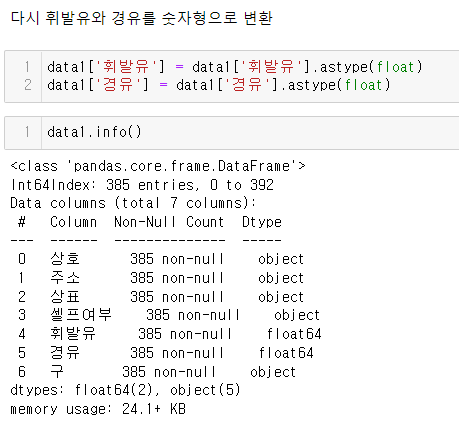 다시 휘발유와 경유를 숫자형으로 변환
1 data1['휘발유'] = data1['휘발유'].astype(float)
2 data1['경유'] = data1['경유'].astype(float)
1 data1.info()
<class 'pandas.core.frame.DataFrame'>
Int64Index: 385 entries, 0 to 392
Data columns (total 7 columns):
 #   Column  Non-Null Count  Dtype
---  ------  --------------  -----
 0   상호      385 non-null    object
 1   주소      385 non-null    object
 2   상표      385 non-null    object
 3   셀프여부    385 non-null    object
 4   휘발유     385 non-null    float64
 5   경유      385 non-null    float64
 6   구       385 non-null    object
dtypes: float64(2), object(5)
memory usage: 24.1+ KB